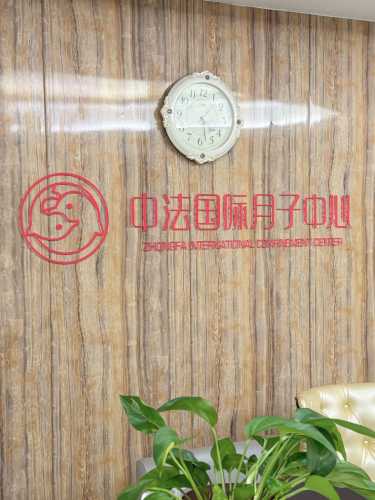 中法国际月子中心
ZHONGFA INTERNATIONAL CONFINEMENT CENTER